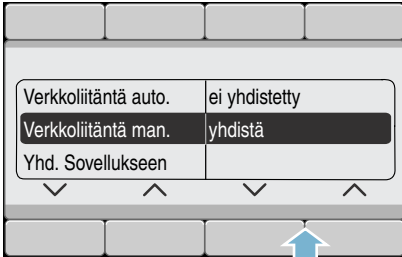 Verkkoliitäntä auto. ei yhdistetty
Verkkoliitäntä man. yhdistä
Yhd. Sovellukseen